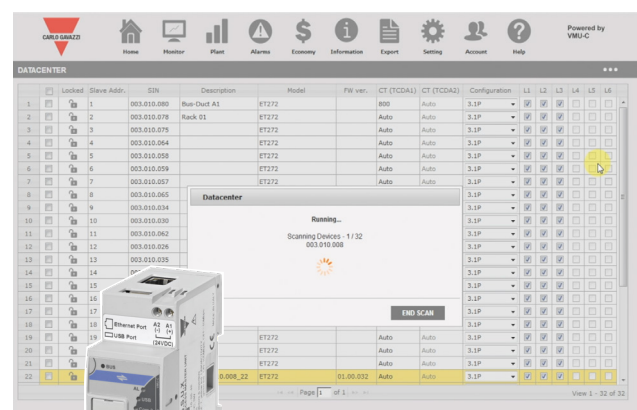 CARLO GAVAZZI
Home
Monitor
Plant
Alarms
Economy
Information
Export
Setting
Account
Help
Powered by
VMU-C
DATACENTER
Locked Slave Addr. SIN Description Model FW ver. CT (TCDA1) CT (TCDA2) Configuration L1 L2 L3 L4 L5 L6
1 1 003.010.080 Bus-Duct A1 ET272 800 Auto 3.1P
2 2 003.010.078 Rack 01 ET272 Auto Auto 3.1P
3 3 003.010.075 ET272 Auto Auto 3.1P
4 4 003.010.064 ET272 Auto Auto 3.1P
5 5 003.010.058 ET272 Auto Auto 3.1P
6 6 003.010.059 ET272 Auto Auto 3.1P
7 7 003.010.057 ET272 Auto Auto 3.1P
8 8 003.010.065 3.1P
9 9 003.010.034 3.1P
10 10 003.010.030 3.1P
11 11 003.010.062 3.1P
12 12 003.010.026 3.1P
13 13 003.010.035 3.1P
14 14 3.1P
15 15 3.1P
16 16 3.1P
17 17 3.1P
18 18 3.1P
19 19 ET272 Auto Auto 3.1P
20 ET272 Auto Auto 3.1P
21 ET272 Auto Auto 3.1P
22 0.008_22 ET272 01.00.032 Auto Auto 3.1P
Datacenter
Running...
Scanning Devices - 1 / 32
003.010.008
END SCAN
Ethernet Port
USB Port
A2 A1
(-) (+)
(24VDC)
BUS
Page 1 of 1
View 1 - 32 of 32